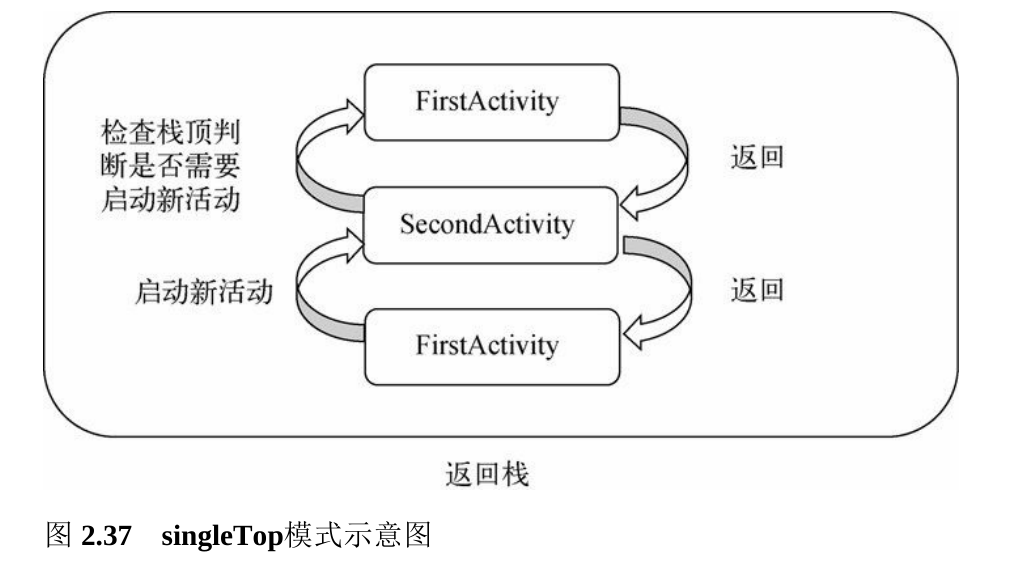 FirstActivity
检查栈顶判
断是否需要
启动新活动
返回
SecondActivity
启动新活动
返回
FirstActivity
返回栈
图 2.37 singleTop模式示意图